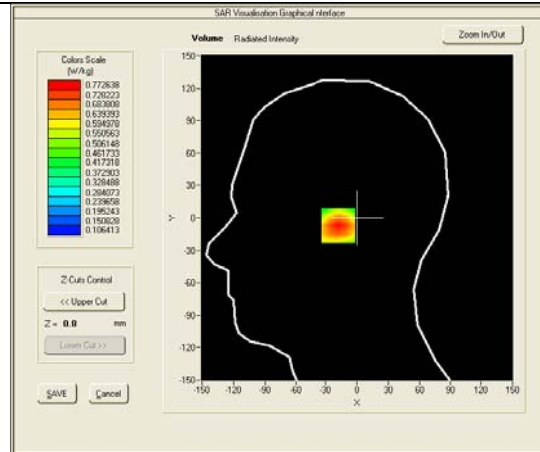 SAR Visualisation Graphical nterface
Volume Radiated Intensity
Zoom In/Out
Colors Scale
(W/kg)
0.772638
0.728223
0.683808
0.639393
0.594978
0.550563
0.506148
0.461733
0.417318
0.372903
0.328488
0.284073
0.239658
0.195243
0.150828
0.106413
Z-Cuts Control
<< Upper Cut
Z = 0.0 mm
Lower Cut >>
SAVE Cancel
150
120
90
60
30
0
-30
-60
-90
-120
-150
Y
-150 -120 -90 -60 -30 0 30 60 90 120 150
X